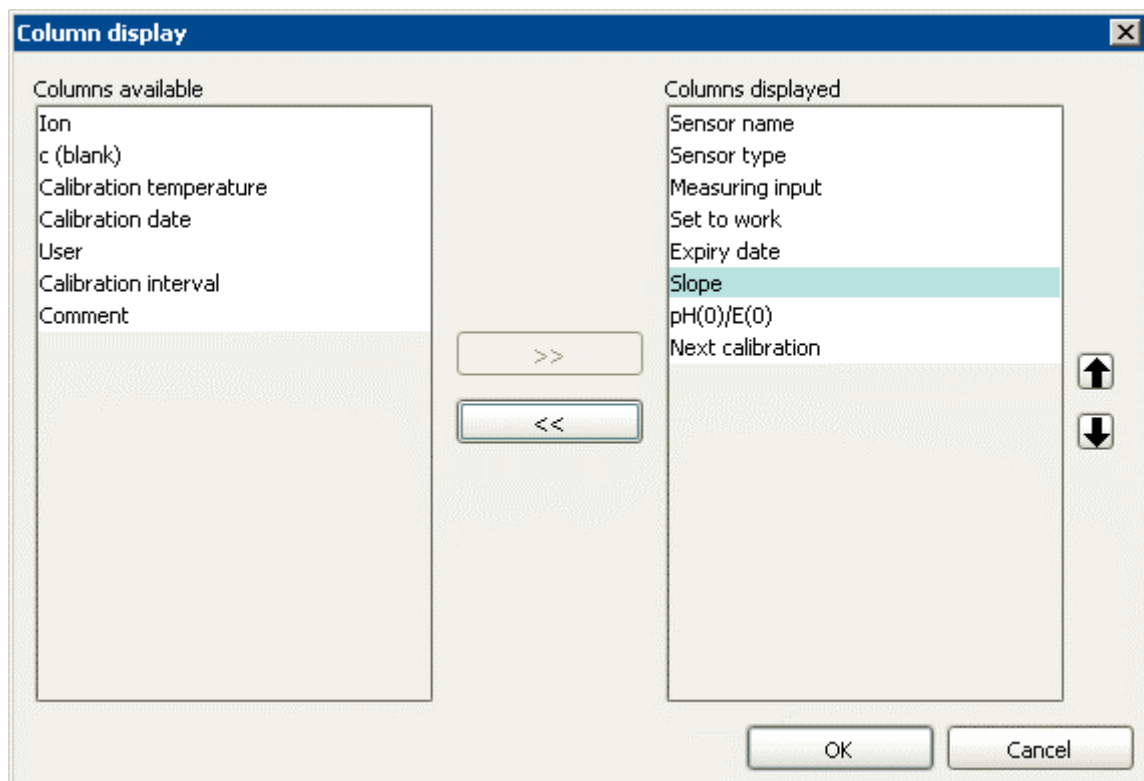 Column display
Columns available
Ion
c (blank)
Calibration temperature
Calibration date
User
Calibration interval
Comment
>>
<<
Columns displayed
Sensor name
Sensor type
Measuring input
Set to work
Expiry date
Slope
pH(0)/E(0)
Next calibration
OK
Cancel